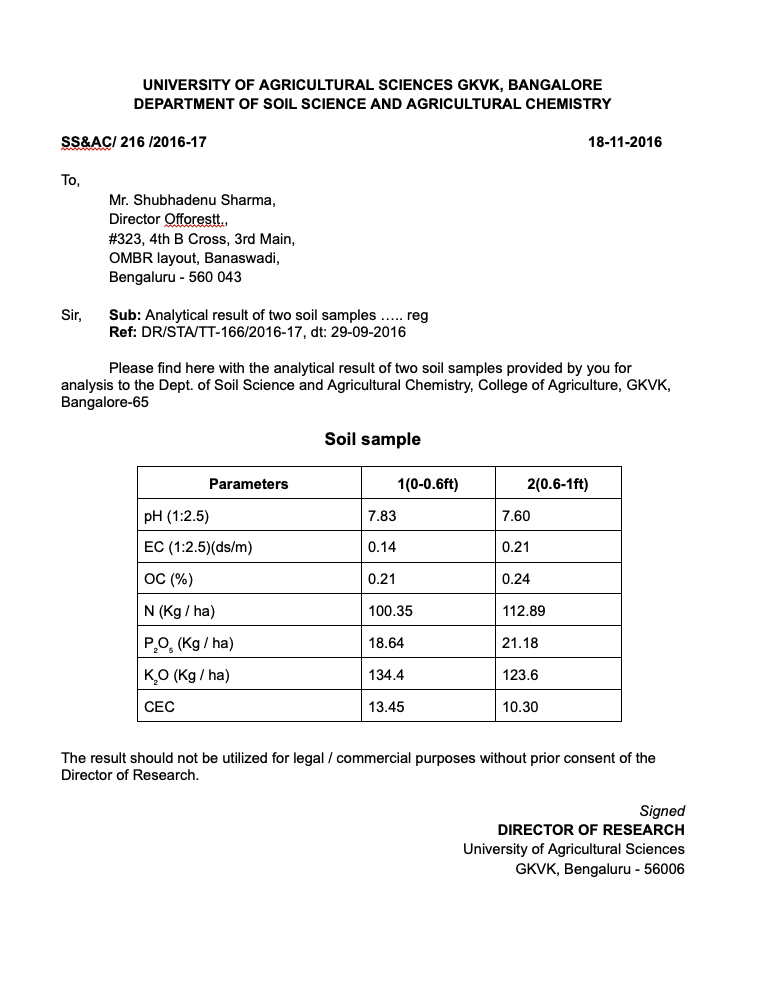 UNIVERSITY OF AGRICULTURAL SCIENCES GKVK, BANGALORE
DEPARTMENT OF SOIL SCIENCE AND AGRICULTURAL CHEMISTRY
SS&AC/ 216 /2016-17 18-11-2016
To,
Mr. Shubhadenu Sharma,
Director Offorestt.,
#323, 4th B Cross, 3rd Main,
OMBR layout, Banaswadi,
Bengaluru - 560 043
Sir, Sub: Analytical result of two soil samples ….. reg
Ref: DR/STA/TT-166/2016-17, dt: 29-09-2016
Please find here with the analytical result of two soil samples provided by you for
analysis to the Dept. of Soil Science and Agricultural Chemistry, College of Agriculture, GKVK,
Bangalore-65
Soil sample
Parameters 1(0-0.6ft) 2(0.6-1ft)
pH (1:2.5) 7.83 7.60
EC (1:2.5)(ds/m) 0.14 0.21
OC (%) 0.21 0.24
N (Kg / ha) 100.35 112.89
P₂O₅ (Kg / ha) 18.64 21.18
K₂O (Kg / ha) 134.4 123.6
CEC 13.45 10.30
The result should not be utilized for legal / commercial purposes without prior consent of the
Director of Research.
Signed
DIRECTOR OF RESEARCH
University of Agricultural Sciences
GKVK, Bengaluru - 56006